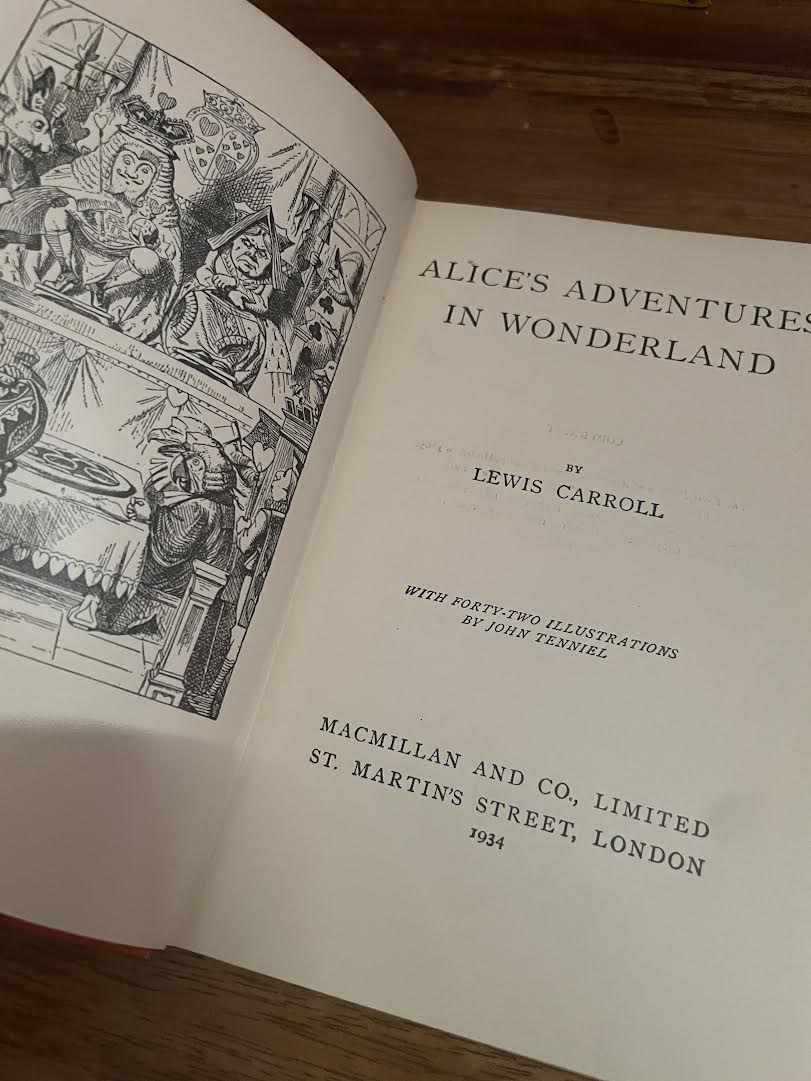 ALICE'S ADVENTURES
IN WONDERLAND
BY
LEWIS CARROLL
WITH FORTY-TWO ILLUSTRATIONS
BY JOHN TENNIEL
MACMILLAN AND CO., LIMITED
ST. MARTIN'S STREET, LONDON
1934